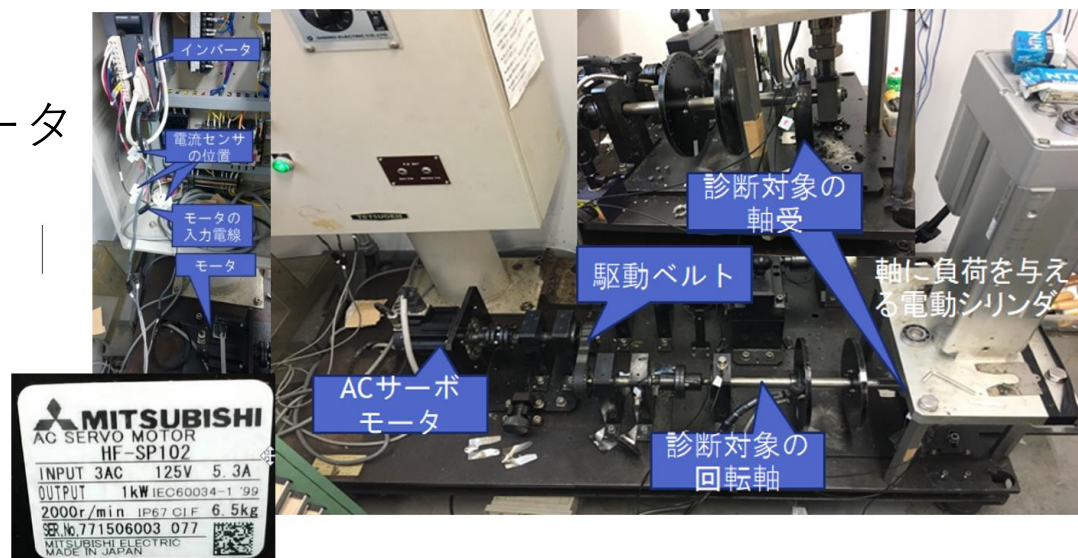 ータ
インバータ
電流センサ
の位置
モータの
入力電線
モータ
診断対象の
軸受
駆動ベルト
軸に負荷を与え
る電動シリンダ
ACサーボ
モータ
診断対象の
回転軸
TETSUDEN
NTN
MITSUBISHI
AC SERVO MOTOR
HF-SP102
INPUT 3AC 125V 5.3A
OUTPUT 1kW IEC60034-1 '99
2000r/min IP67 CI.F 6.5kg
SER.No.771506003 077
MITSUBISHI ELECTRIC
MADE IN JAPAN